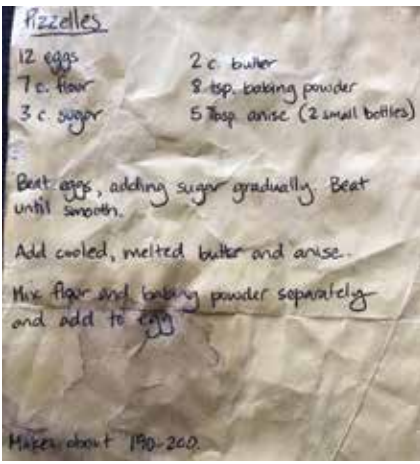 Pizzelles
12 eggs
2 c. butter
7 c. flour
8 tsp. baking powder
3 c. sugar
5 Tbsp. anise (2 small bottles)
Beat eggs, adding sugar gradually. Beat
until smooth.
Add cooled, melted butter and anise.
Mix flour and baking powder separately
and add to egg
Makes about 190-200.